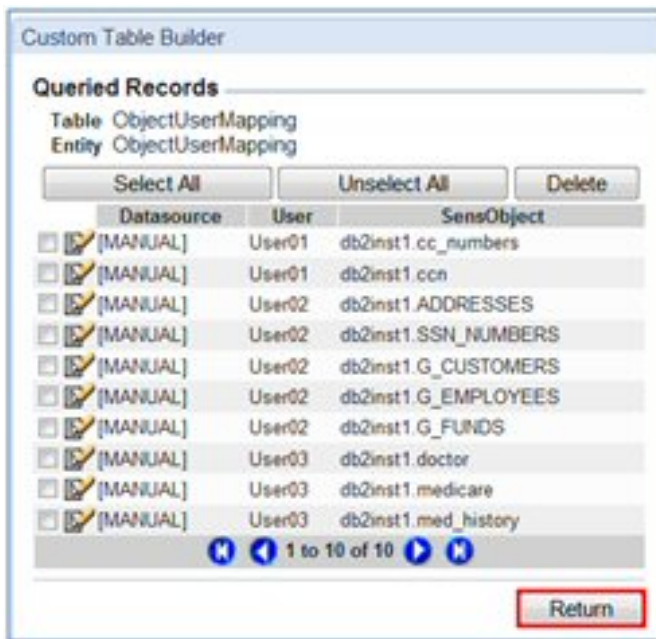 Custom Table Builder
Queried Records
Table ObjectUserMapping
Entity ObjectUserMapping
Select All Unselect All Delete
Datasource User SensObject
[MANUAL] User01 db2inst1.cc_numbers
[MANUAL] User01 db2inst1.ccn
[MANUAL] User02 db2inst1.ADDRESSES
[MANUAL] User02 db2inst1.SSN_NUMBERS
[MANUAL] User02 db2inst1.G_CUSTOMERS
[MANUAL] User02 db2inst1.G_EMPLOYEES
[MANUAL] User02 db2inst1.G_FUNDS
[MANUAL] User03 db2inst1.doctor
[MANUAL] User03 db2inst1.medicare
[MANUAL] User03 db2inst1.med_history
1 to 10 of 10
Return